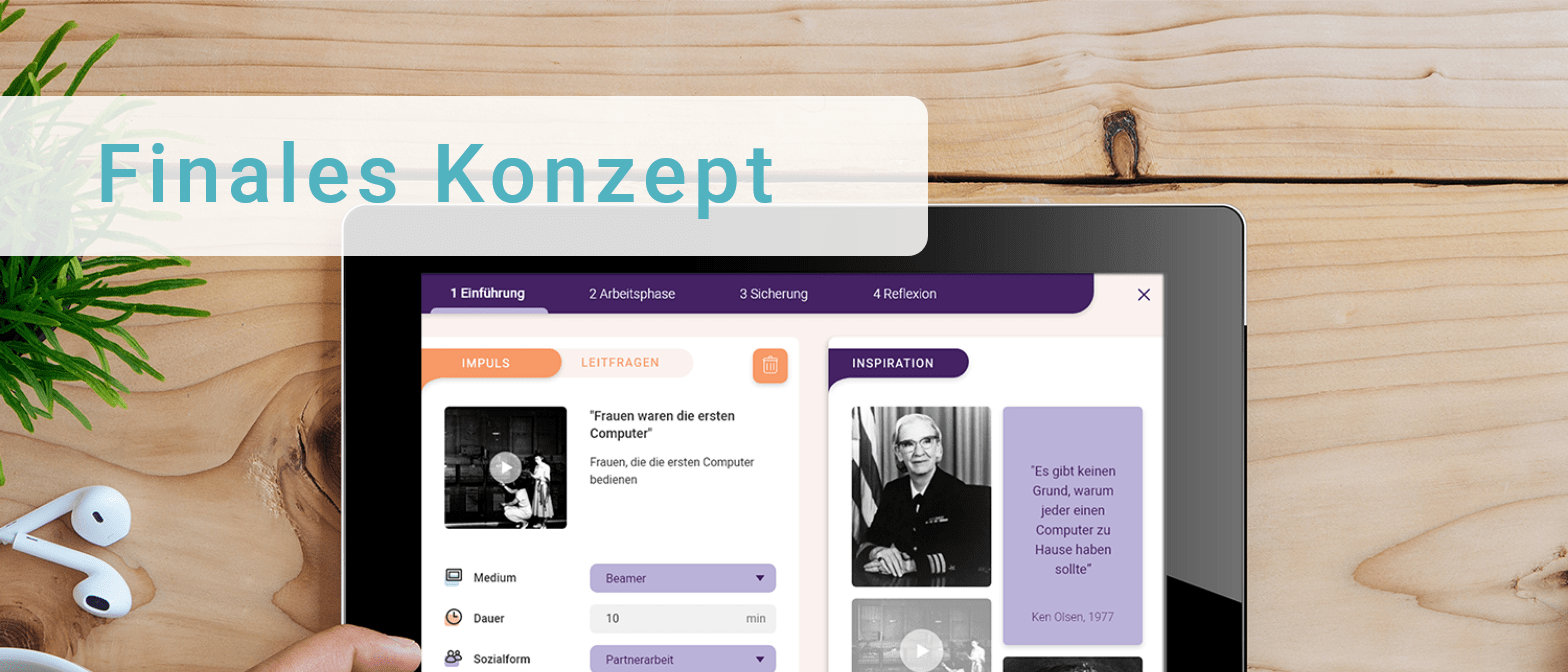 Finales Konzept
1 Einführung
2 Arbeitsphase
3 Sicherung
4 Reflexion
IMPULS
LEITFRAGEN
"Frauen waren die ersten
Computer"
Frauen, die die ersten Computer
bedienen
Medium
Beamer
Dauer
10 min
Sozialform
Partnerarbeit
INSPIRATION
"Es gibt keinen
Grund, warum
jeder einen
Computer zu
Hause haben
sollte"
Ken Olsen, 1977